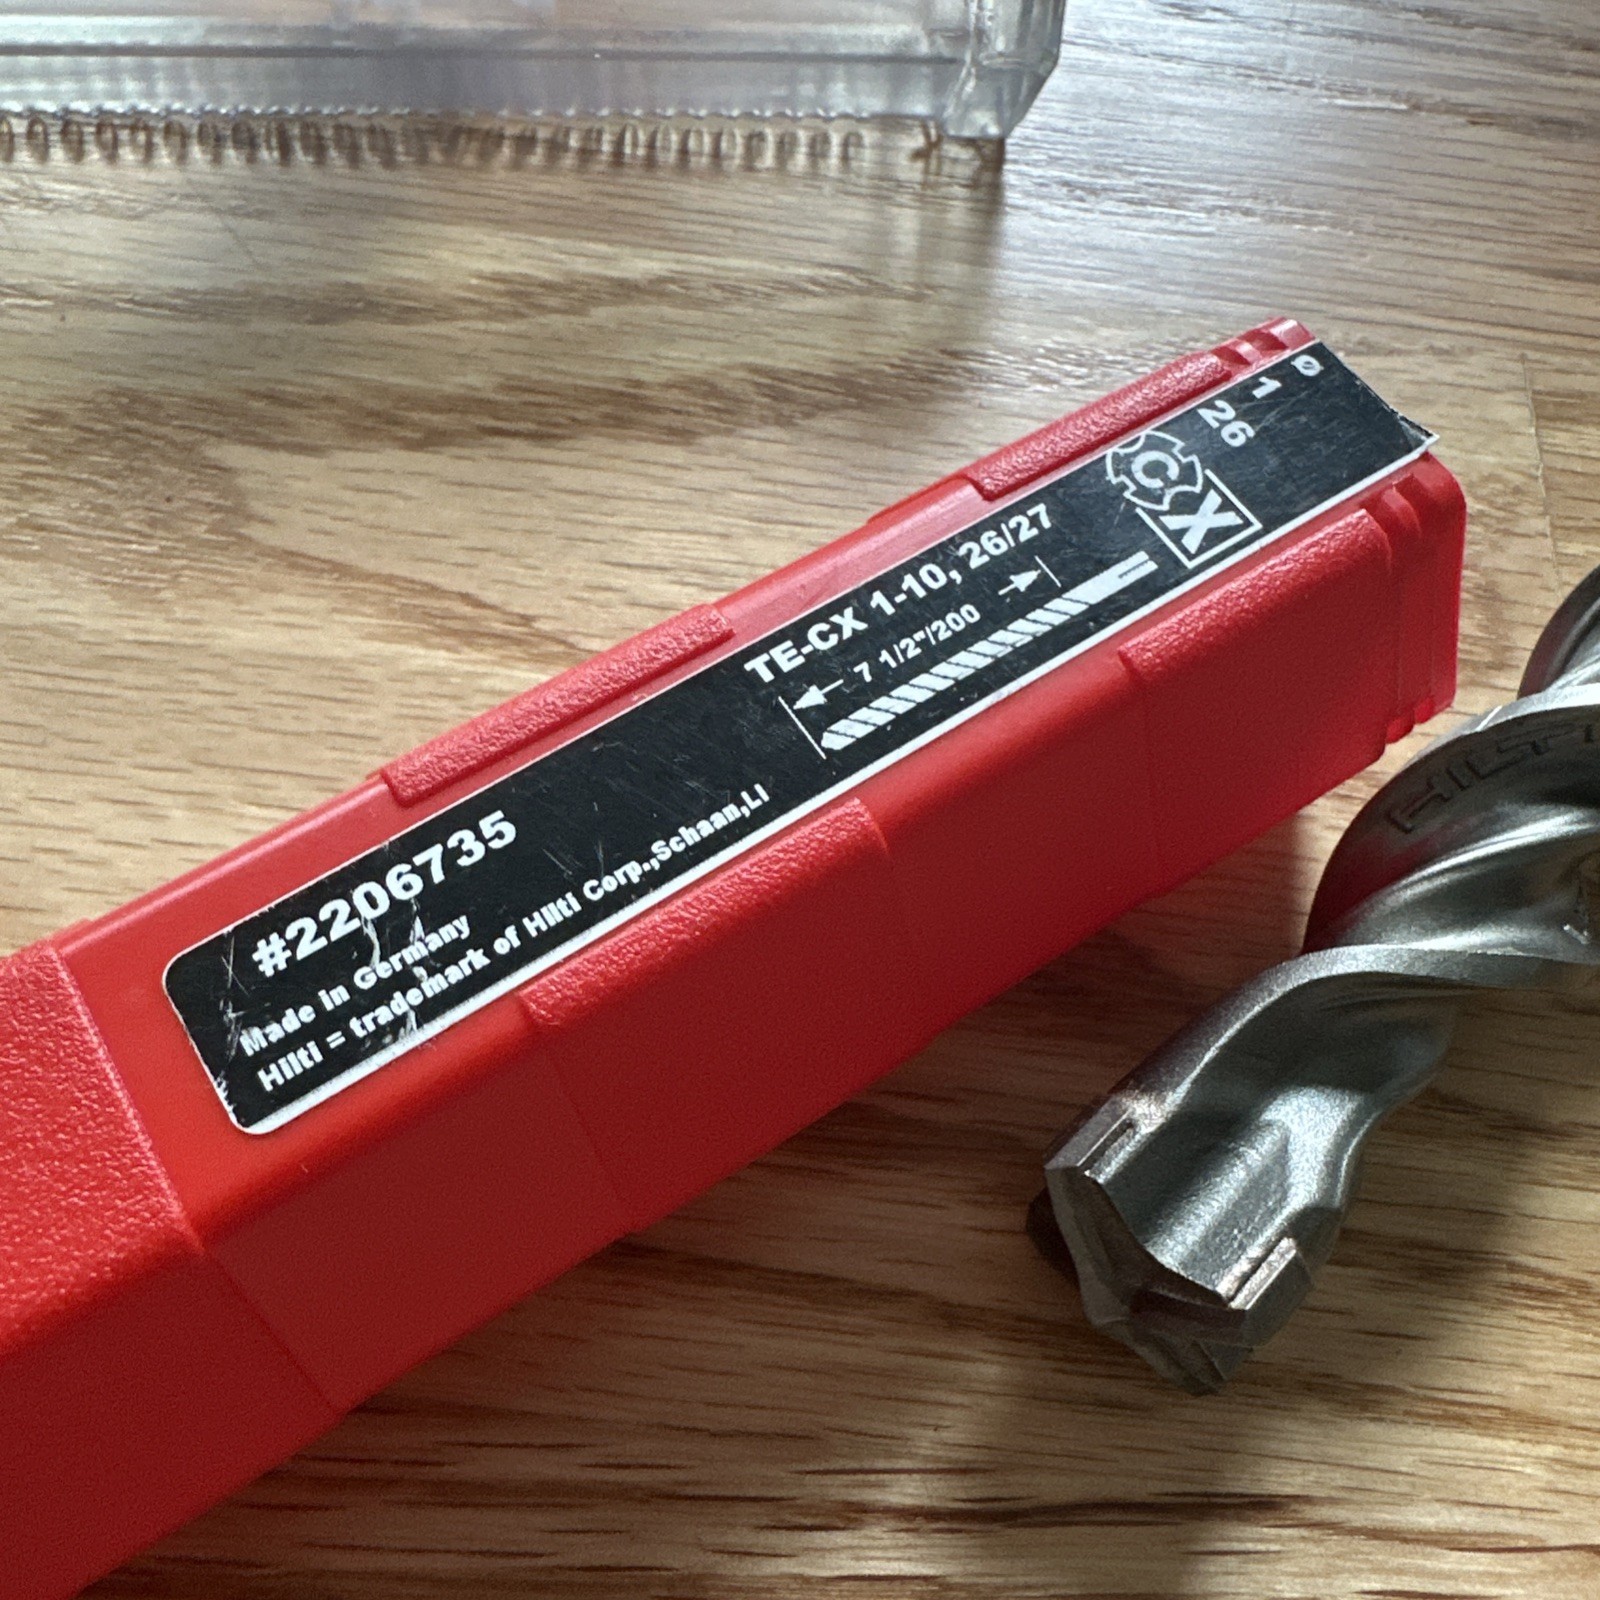 ø
1
26
CX
TE-CX 1-10, 26/27
7 1/2"/200
#2206735
Made in Germany
Hilti = trademark of Hilti Corp.,Schaan,LI
HILTI